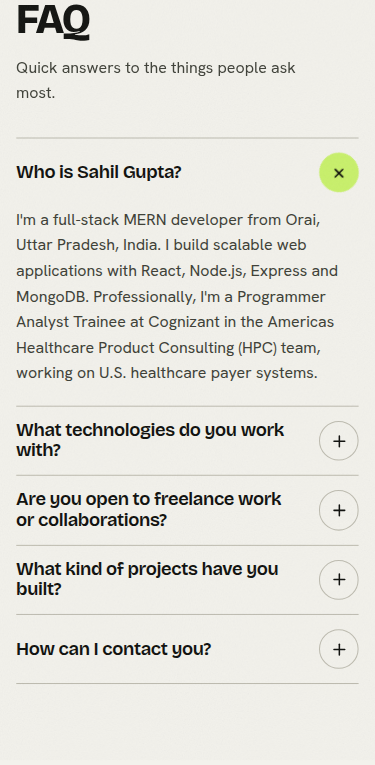 FAQ
Quick answers to the things people ask
most.
Who is Sahil Gupta?
I'm a full-stack MERN developer from Orai,
Uttar Pradesh, India. I build scalable web
applications with React, Node.js, Express and
MongoDB. Professionally, I'm a Programmer
Analyst Trainee at Cognizant in the Americas
Healthcare Product Consulting (HPC) team,
working on U.S. healthcare payer systems.
What technologies do you work
with?
Are you open to freelance work
or collaborations?
What kind of projects have you
built?
How can I contact you?